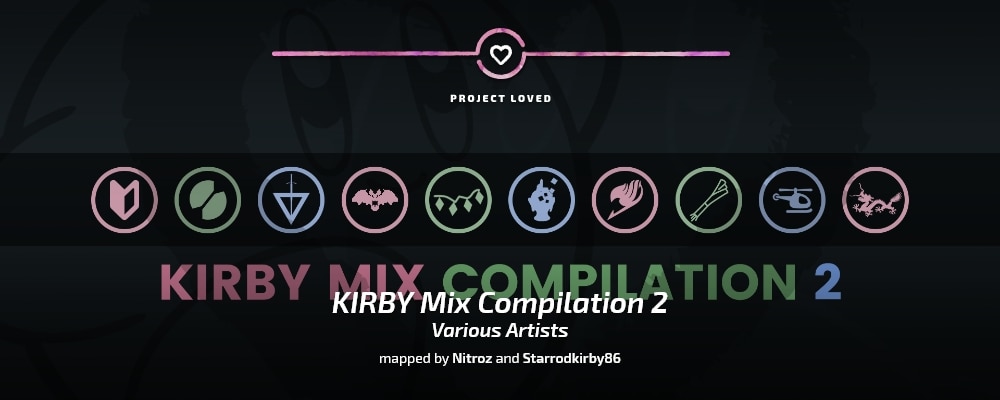 PROJECT LOVED
KIRBY MIX COMPILATION 2
KIRBY Mix Compilation 2
Various Artists
mapped by Nitroz and Starrodkirby86